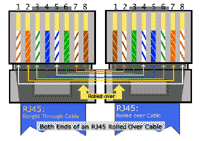 1 2 3 4 5 6 7 8 1 2 3 4 5 6 7 8
Rolled over
RJ45: RJ45:
Straight Through Cable Rolled over Cable
Both Ends of an RJ45 Rolled Over Cable